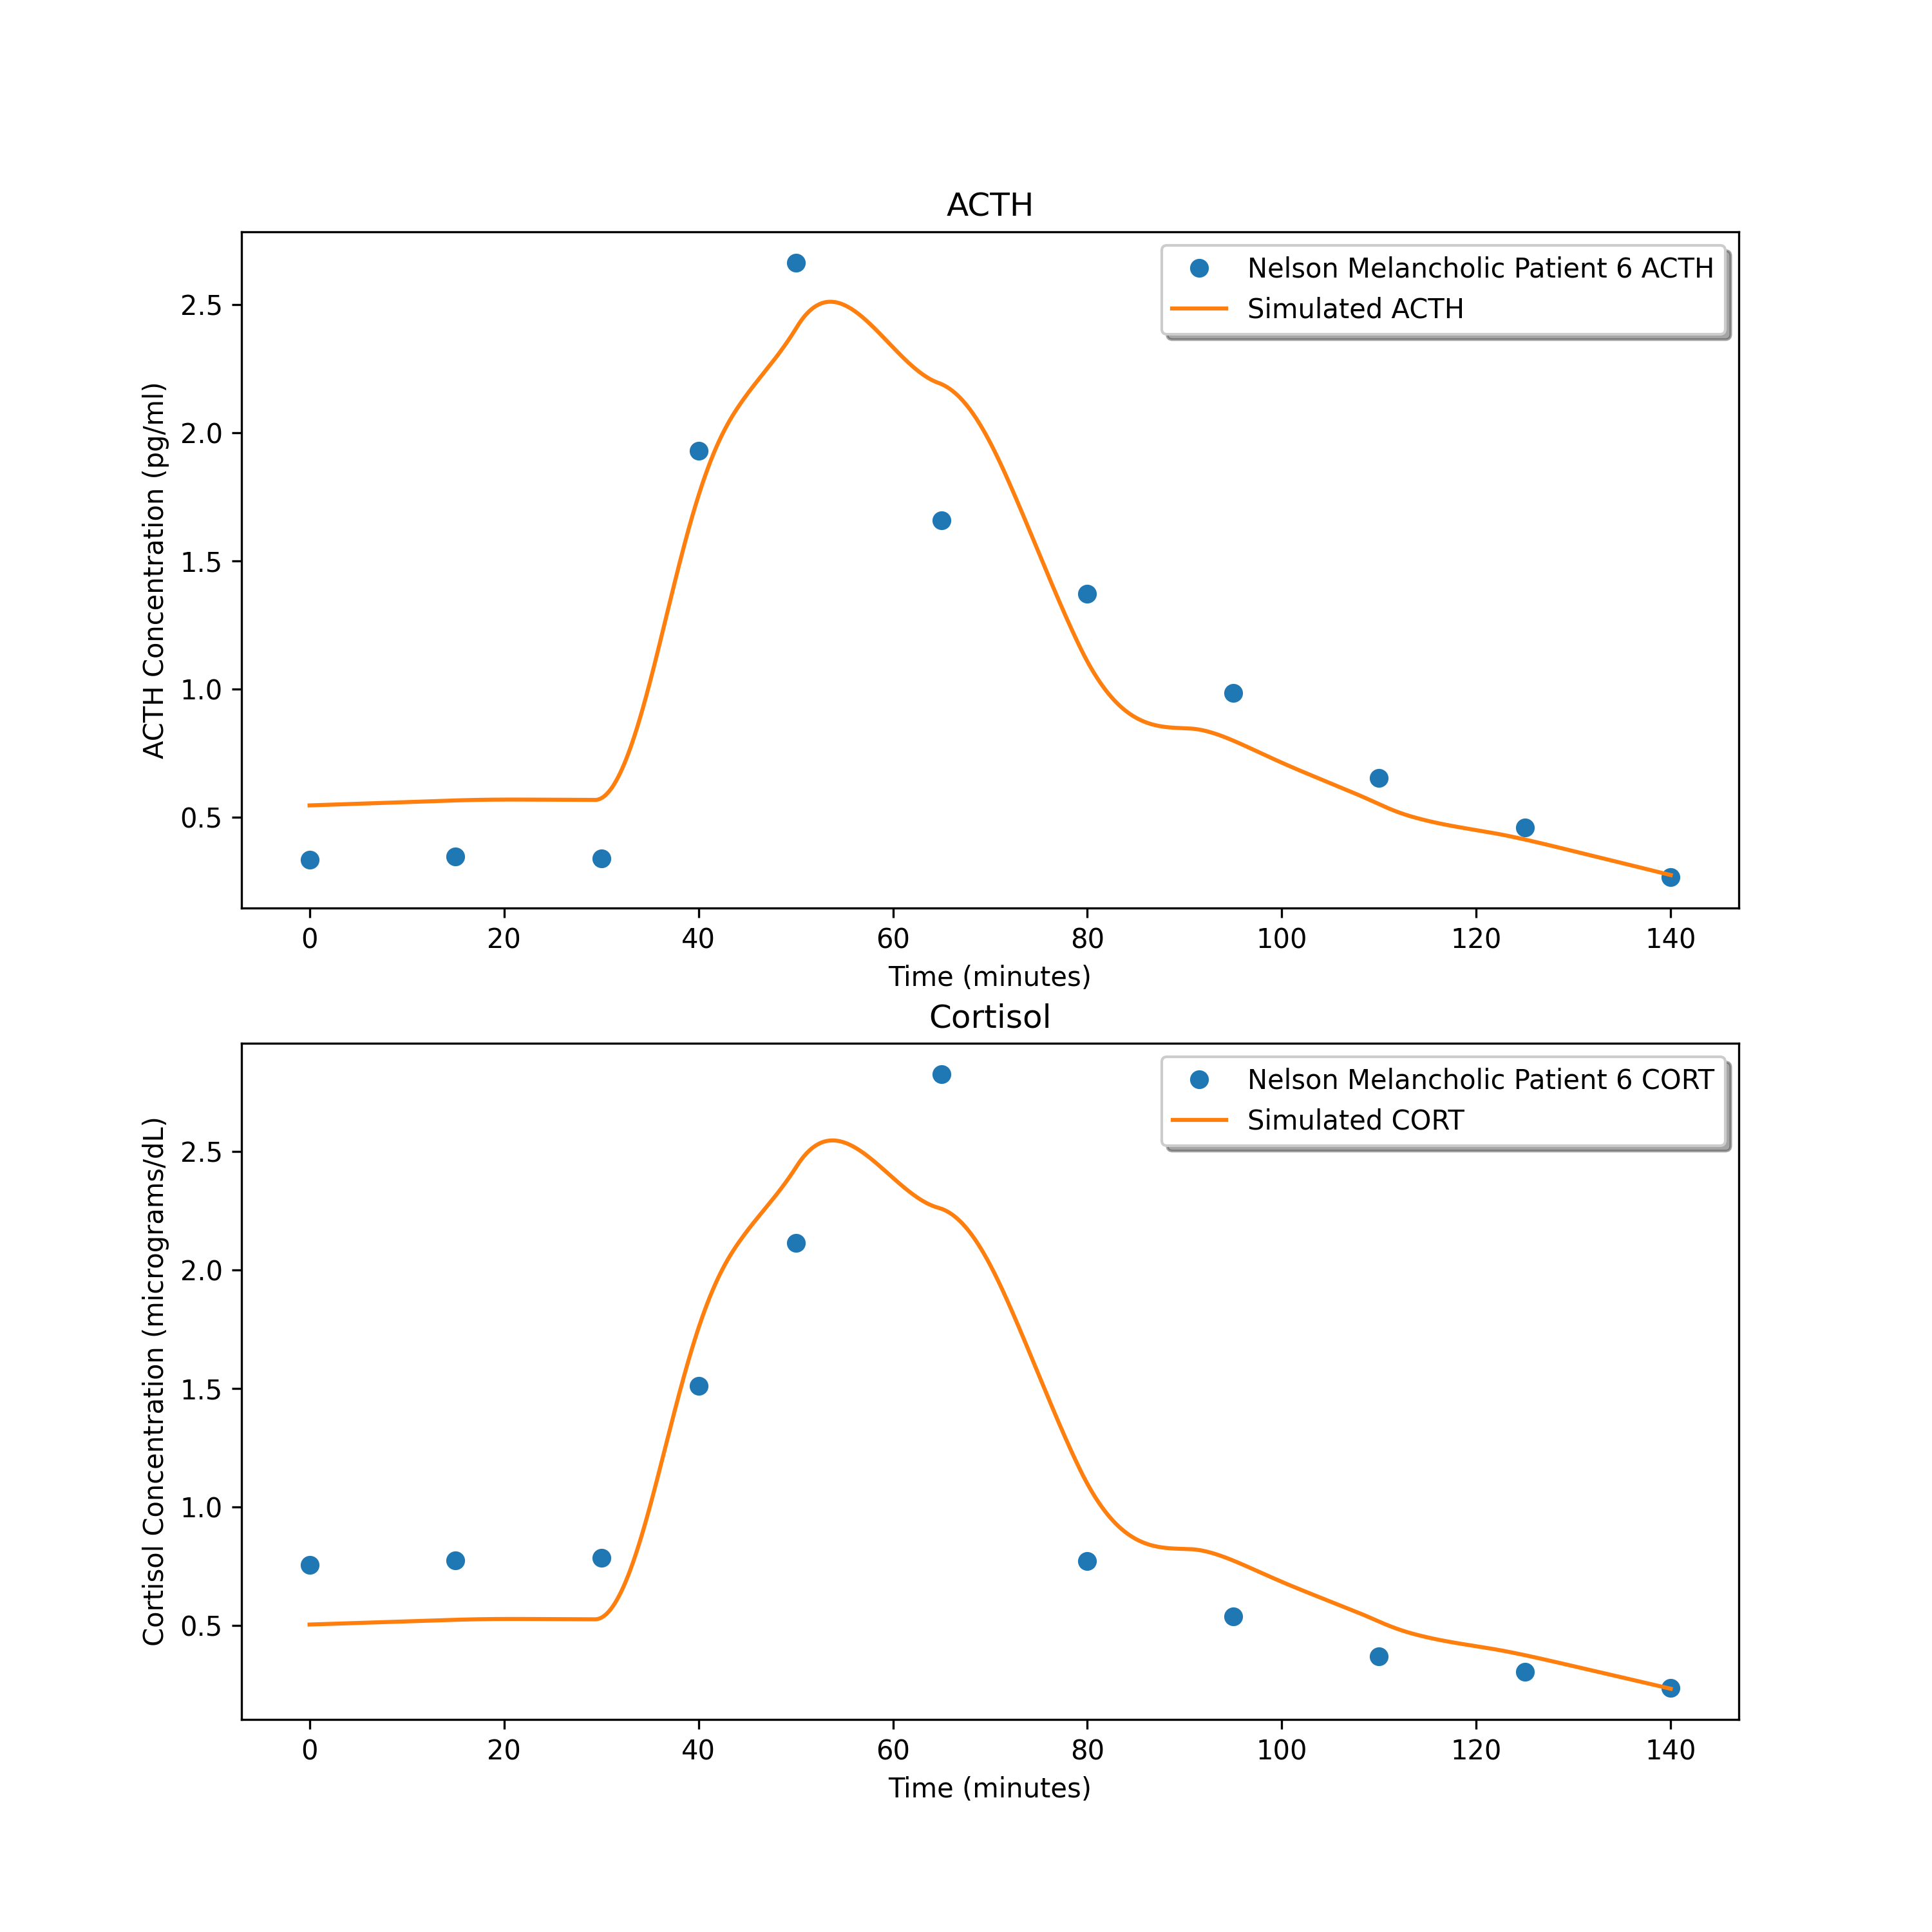 ACTH
Nelson Melancholic Patient 6 ACTH
Simulated ACTH
ACTH Concentration (pg/ml)
2.5
2.0
1.5
1.0
0.5
0 20 40 60 80 100 120 140
Time (minutes)
Cortisol
Nelson Melancholic Patient 6 CORT
Simulated CORT
Cortisol Concentration (micrograms/dL)
2.5
2.0
1.5
1.0
0.5
0 20 40 60 80 100 120 140
Time (minutes)